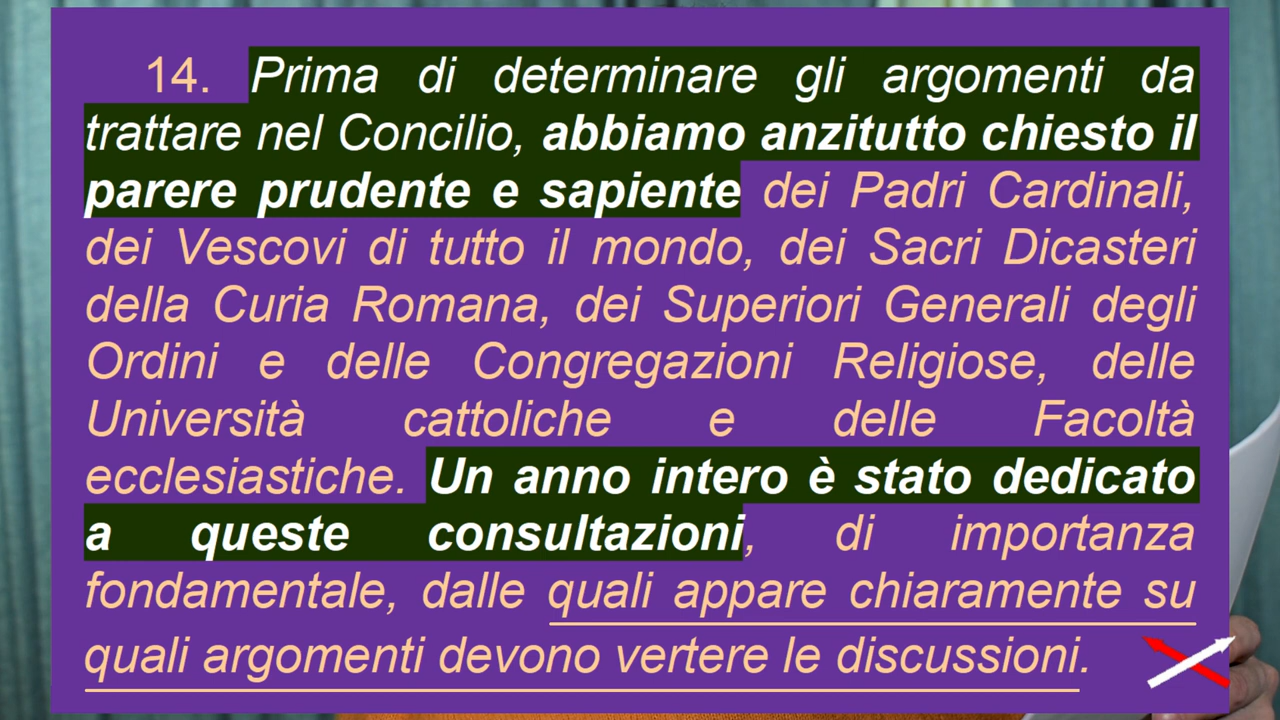 14. Prima di determinare gli argomenti da
trattare nel Concilio, abbiamo anzitutto chiesto il
parere prudente e sapiente dei Padri Cardinali,
dei Vescovi di tutto il mondo, dei Sacri Dicasteri
della Curia Romana, dei Superiori Generali degli
Ordini e delle Congregazioni Religiose, delle
Università cattoliche e delle Facoltà
ecclesiastiche. Un anno intero è stato dedicato
a queste consultazioni, di importanza
fondamentale, dalle quali appare chiaramente su
quali argomenti devono vertere le discussioni.